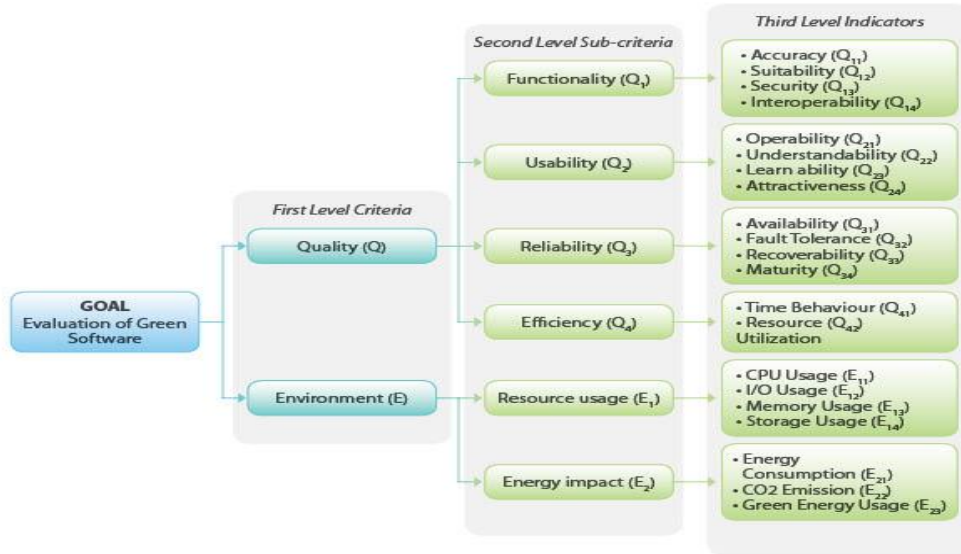 Third Level Indicators
Second Level Sub-criteria
• Accuracy (Q₁₁)
• Suitability (Q₁₂)
• Security (Q₁₃)
• Interoperability (Q₁₄)
Functionality (Q₁)
• Operability (Q₂₁)
• Understandability (Q₂₂)
• Learn ability (Q₂₃)
• Attractiveness (Q₂₄)
Usability (Q₂)
First Level Criteria
Quality (Q)
Reliability (Q₃)
• Availability (Q₃₁)
• Fault Tolerance (Q₃₂)
• Recoverability (Q₃₃)
• Maturity (Q₃₄)
GOAL
Evaluation of Green
Software
Efficiency (Q₄)
• Time Behaviour (Q₄₁)
• Resource (Q₄₂)
Utilization
Environment (E)
Resource usage (E₁)
• CPU Usage (E₁₁)
• I/O Usage (E₁₂)
• Memory Usage (E₁₃)
• Storage Usage (E₁₄)
Energy impact (E₂)
• Energy
Consumption (E₂₁)
• CO2 Emission (E₂₂)
• Green Energy Usage (E₂₃)